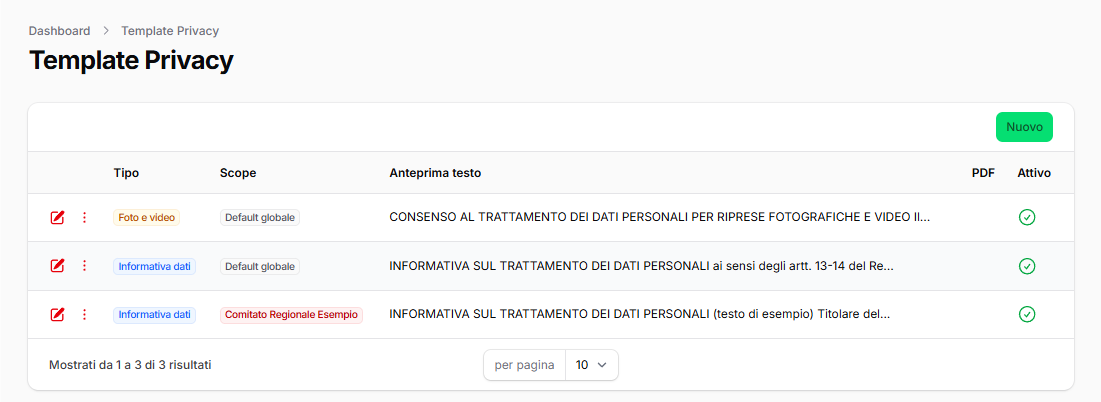 Dashboard > Template Privacy
Template Privacy
Nuovo
Tipo Scope Anteprima testo PDF Attivo
Foto e video Default globale CONSENSO AL TRATTAMENTO DEI DATI PERSONALI PER RIPRESE FOTOGRAFICHE E VIDEO Il...
Informativa dati Default globale INFORMATIVA SUL TRATTAMENTO DEI DATI PERSONALI ai sensi degli artt. 13-14 del Re...
Informativa dati Comitato Regionale Esempio INFORMATIVA SUL TRATTAMENTO DEI DATI PERSONALI (testo di esempio) Titolare del...
Mostrati da 1 a 3 di 3 risultati per pagina 10